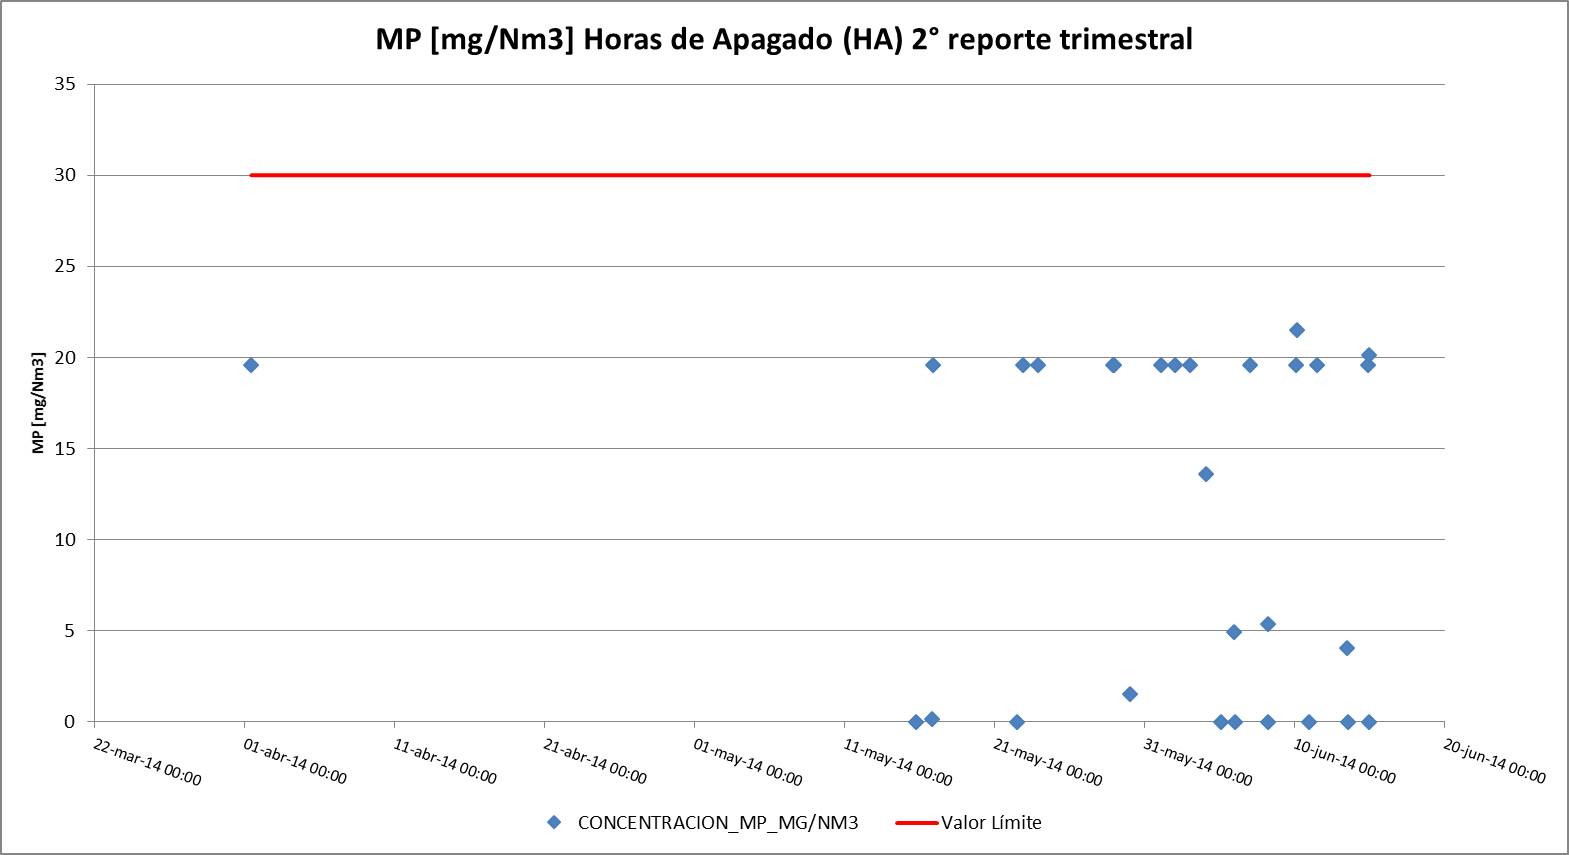 MP [mg/Nm3] Horas de Apagado (HA) 2° reporte trimestral
35
30
25
20
15
10
5
0
MP [mg/Nm3]
22-mar-14 00:00
01-abr-14 00:00
11-abr-14 00:00
21-abr-14 00:00
01-may-14 00:00
11-may-14 00:00
21-may-14 00:00
31-may-14 00:00
10-jun-14 00:00
20-jun-14 00:00
CONCENTRACION_MP_MG/NM3
Valor Límite